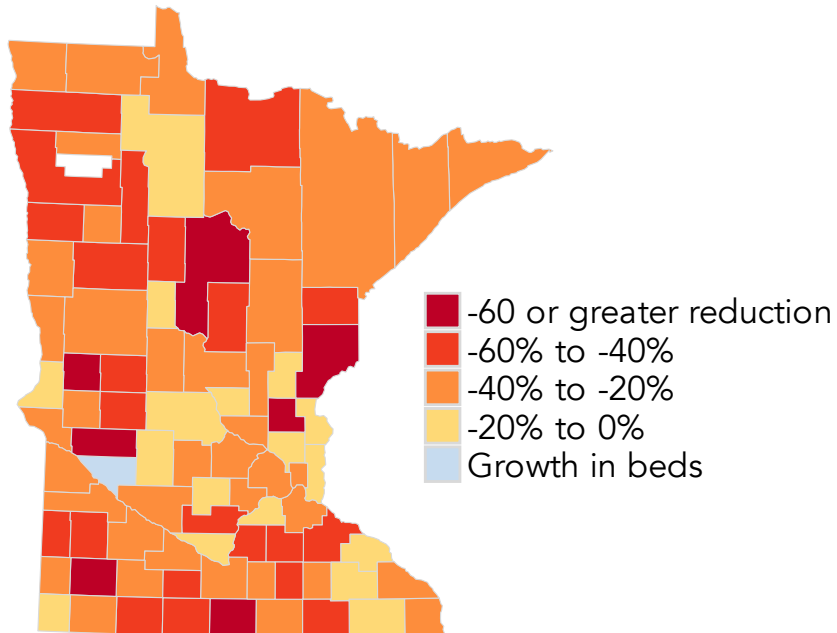 -60 or greater reduction
-60% to -40%
-40% to -20%
-20% to 0%
Growth in beds